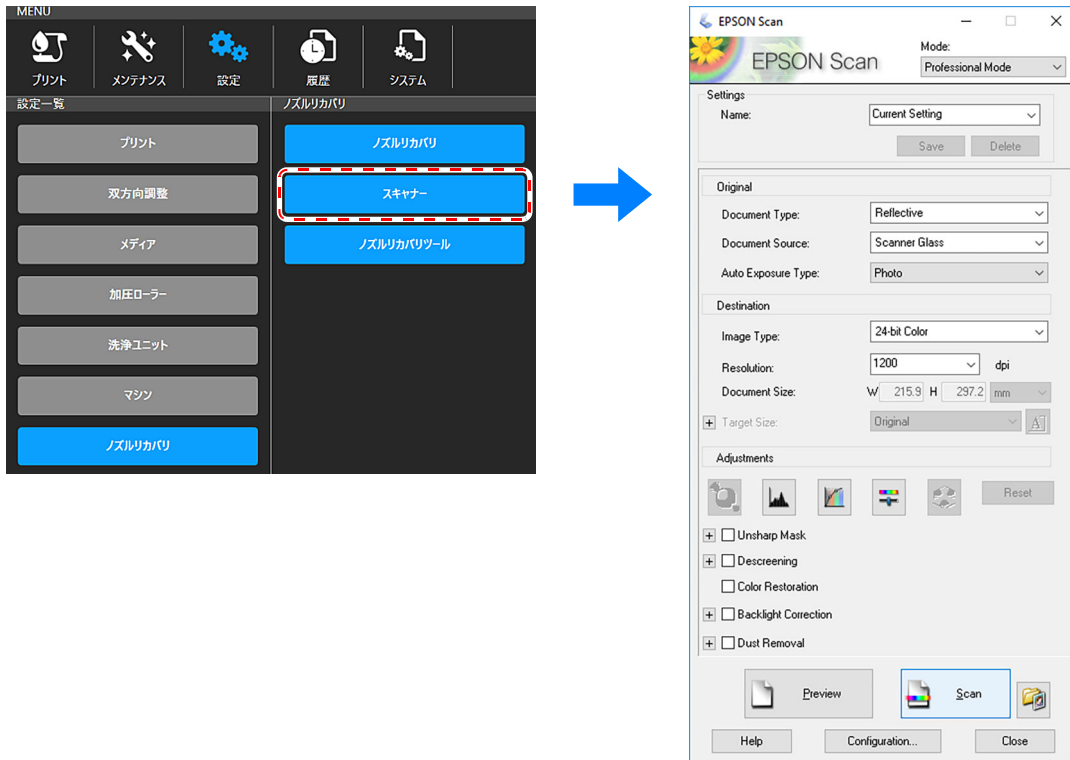 MENU
プリント
メンテナンス
設定
履歴
システム
設定一覧
ノズルリカバリ
プリント
双方向調整
メディア
加圧ローラー
洗浄ユニット
マシン
ノズルリカバリ
ノズルリカバリ
スキャナー
ノズルリカバリツール
EPSON Scan
EPSON Scan
Mode:
Professional Mode
Settings
Name: Current Setting
Save Delete
Original
Document Type: Reflective
Document Source: Scanner Glass
Auto Exposure Type: Photo
Destination
Image Type: 24-bit Color
Resolution: 1200 dpi
Document Size: W 215.9 H 297.2 mm
Target Size: Original A
Adjustments
Reset
Unsharp Mask
Descreening
Color Restoration
Backlight Correction
Dust Removal
Preview Scan
Help Configuration... Close